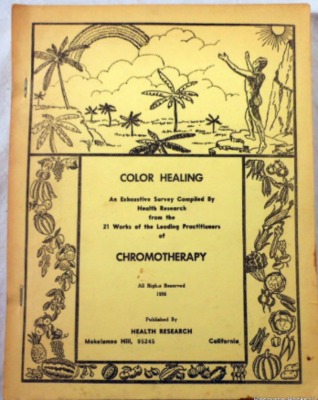 COLOR HEALING
An Exhaustive Survey Compiled By
Health Research
from the
21 Works of the Leading Practitioners
of
CHROMOTHERAPY
All Rights Reserved
1956
Published By
HEALTH RESEARCH
Mokelumne Hill, 95245 California